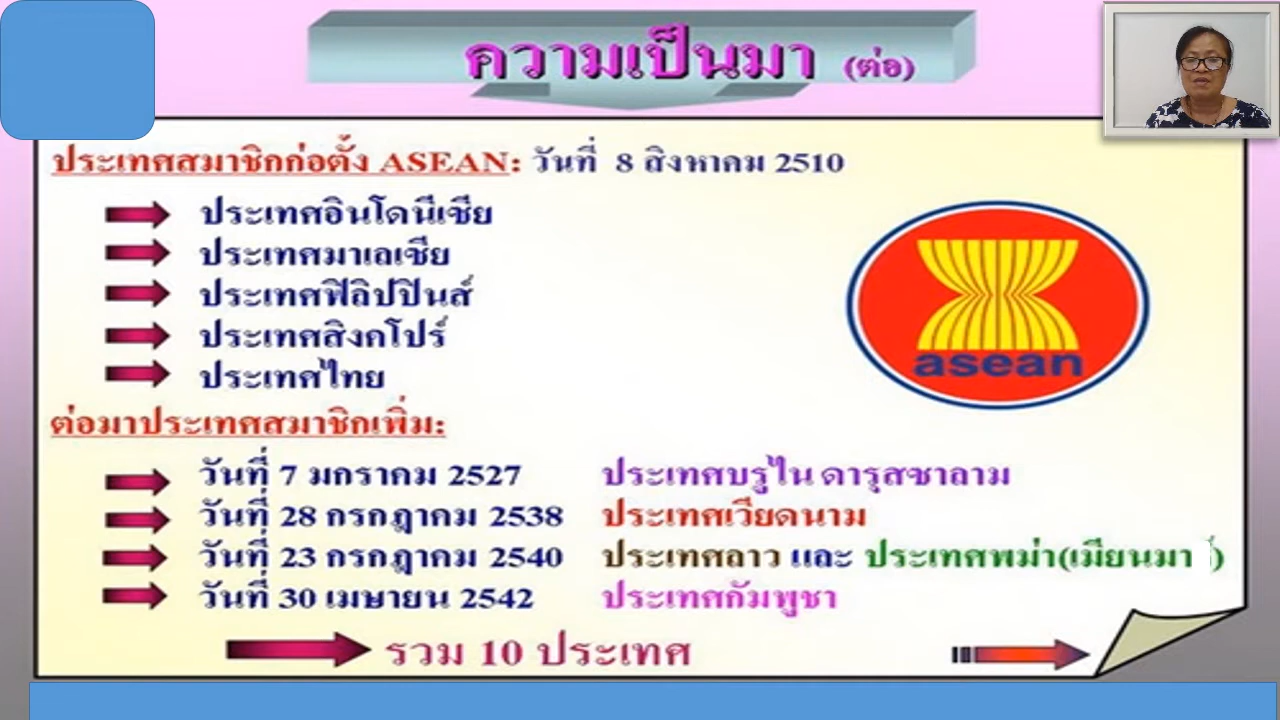 ความเป็นมา (ต่อ)
ประเทศสมาชิกก่อตั้ง ASEAN: วันที่ 8 สิงหาคม 2510
ประเทศอินโดนีเซีย
ประเทศมาเลเซีย
ประเทศฟิลิปปินส์
ประเทศสิงคโปร์
ประเทศไทย
asean
ต่อมาประเทศสมาชิกเพิ่ม:
วันที่ 7 มกราคม 2527 ประเทศบรูไน ดารุสซาลาม
วันที่ 28 กรกฎาคม 2538 ประเทศเวียดนาม
วันที่ 23 กรกฎาคม 2540 ประเทศลาว และ ประเทศพม่า(เมียนมา )
วันที่ 30 เมษายน 2542 ประเทศกัมพูชา
รวม 10 ประเทศ